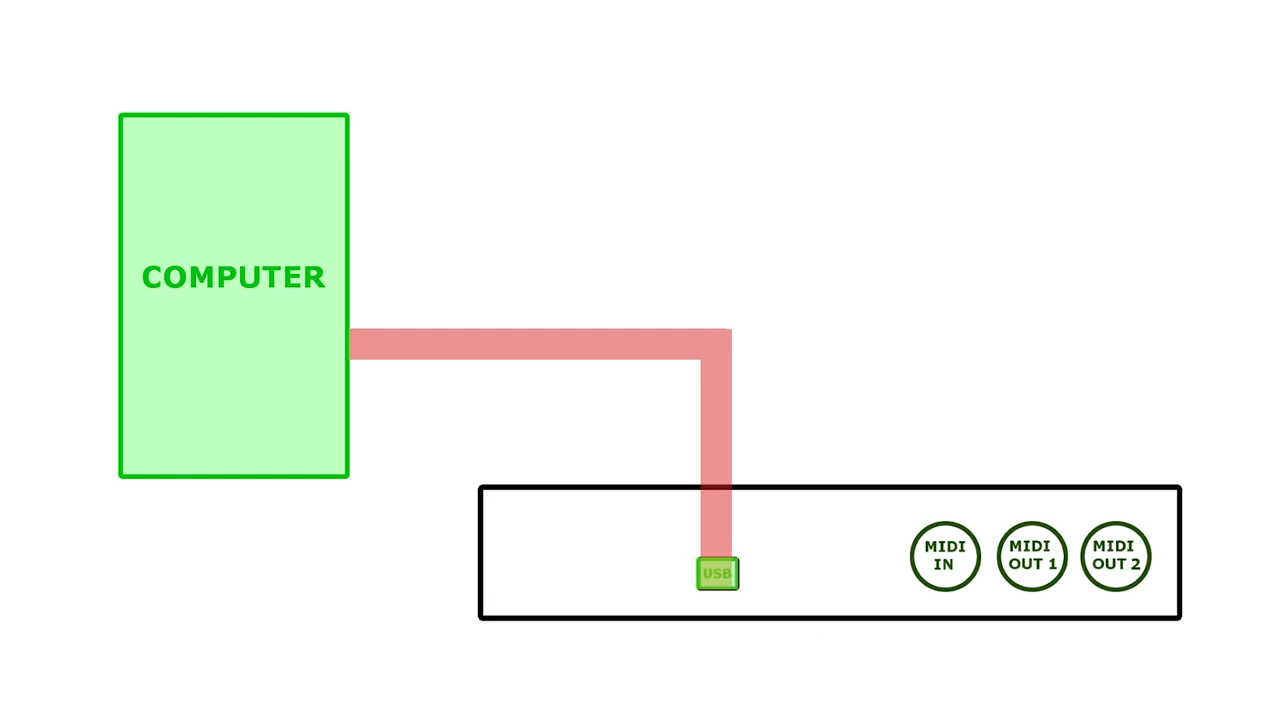 COMPUTER
USB
MIDI
IN
MIDI
OUT 1
MIDI
OUT 2